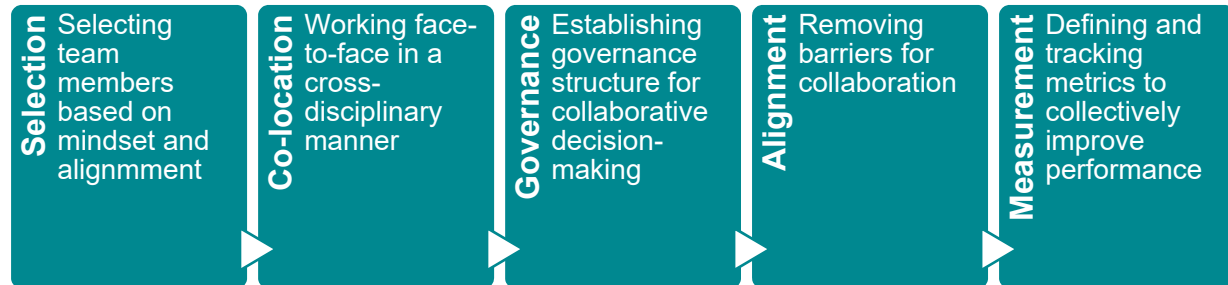 Selection
Selecting
team
members
based on
mindset and
alignmment
Co-location
Working face-
to-face in a
cross-
disciplinary
manner
Governance
Establishing
governance
structure for
collaborative
decision-
making
Alignment
Removing
barriers for
collaboration
Measurement
Defining and
tracking
metrics to
collectively
improve
performance